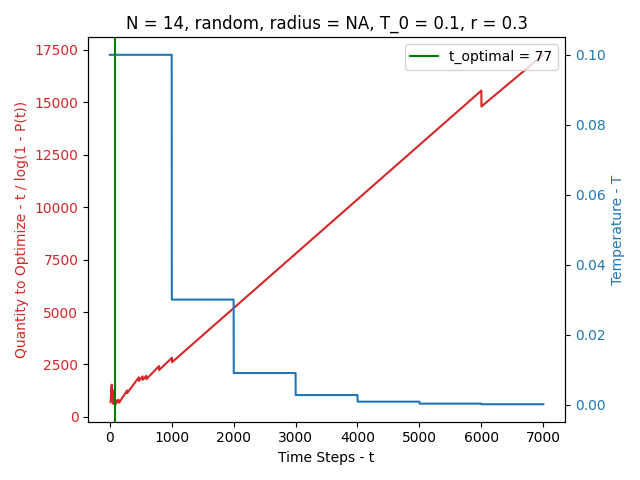 N = 14, random, radius = NA, T_0 = 0.1, r = 0.3
t_optimal = 77
Quantity to Optimize - t / log(1 - P(t))
17500
15000
12500
10000
7500
5000
2500
0
0.10
0.08
0.06
0.04
0.02
0.00
Temperature - T
0 1000 2000 3000 4000 5000 6000 7000
Time Steps - t